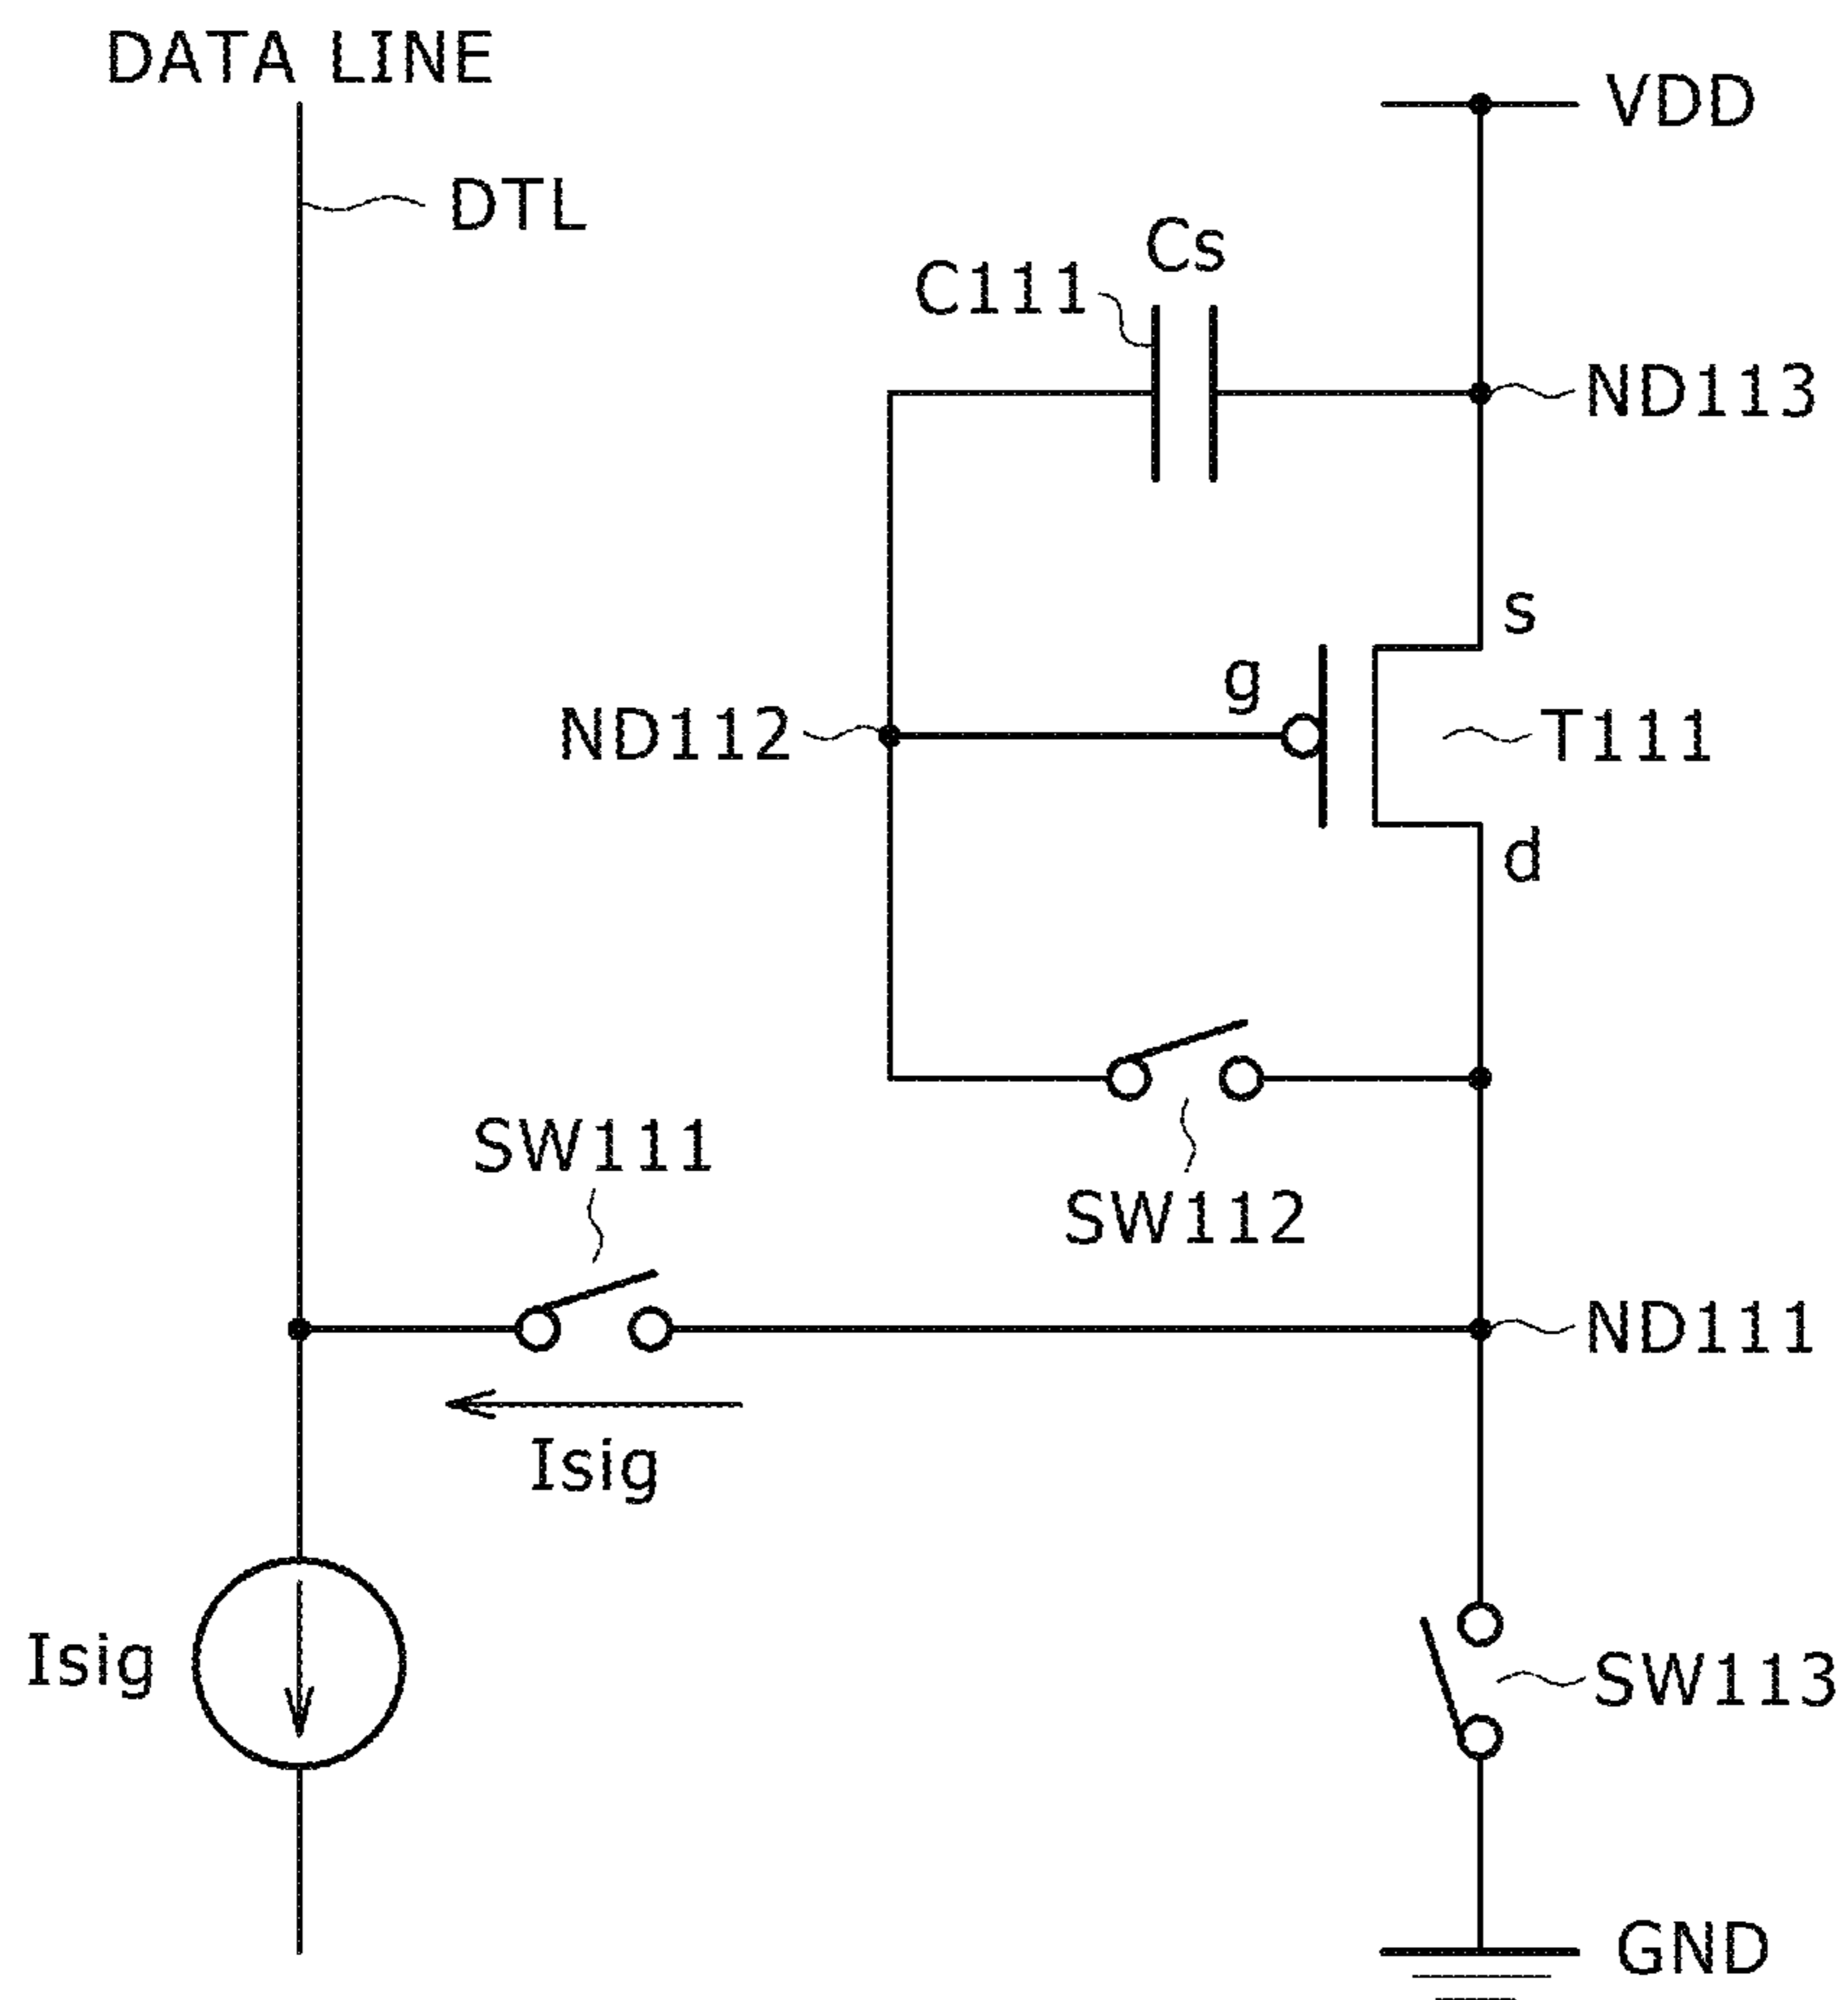 DATA LINE
VDD
DTL
Cs
C111
ND113
s
g
ND112
T111
d
SW111
SW112
ND111
Isig
Isig
SW113
GND